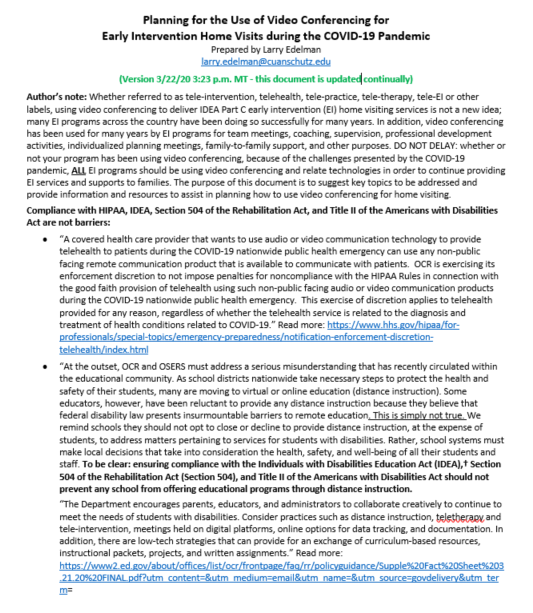 Planning for the Use of Video Conferencing for
Early Intervention Home Visits during the COVID-19 Pandemic
Prepared by Larry Edelman
larry.edelman@cuanschutz.edu
(Version 3/22/20 3:23 p.m. MT - this document is updated continually)
Author's note: Whether referred to as tele-intervention, telehealth, tele-practice, tele-therapy, tele-EI or other
labels, using video conferencing to deliver IDEA Part C early intervention (EI) home visiting services is not a new idea;
many EI programs across the country have been doing so successfully for many years. In addition, video conferencing
has been used for many years by EI programs for team meetings, coaching, supervision, professional development
activities, individualized planning meetings, family-to-family support, and other purposes. DO NOT DELAY: whether or
not your program has been using video conferencing, because of the challenges presented by the COVID-19
pandemic, ALL EI programs should be using video conferencing and relate technologies in order to continue providing
EI services and supports to families. The purpose of this document is to suggest key topics to be addressed and
provide information and resources to assist in planning how to use video conferencing for home visiting.
Compliance with HIPAA, IDEA, Section 504 of the Rehabilitation Act, and Title II of the Americans with Disabilities
Act are not barriers:
• "A covered health care provider that wants to use audio or video communication technology to provide
telehealth to patients during the COVID-19 nationwide public health emergency can use any non-public
facing remote communication product that is available to communicate with patients. OCR is exercising its
enforcement discretion to not impose penalties for noncompliance with the HIPAA Rules in connection with
the good faith provision of telehealth using such non-public facing audio or video communication products
during the COVID-19 nationwide public health emergency. This exercise of discretion applies to telehealth
provided for any reason, regardless of whether the telehealth service is related to the diagnosis and
treatment of health conditions related to COVID-19." Read more: https://www.hhs.gov/hipaa/for-
professionals/special-topics/emergency-preparedness/notification-enforcement-discretion-
telehealth/index.html
• "At the outset, OCR and OSERS must address a serious misunderstanding that has recently circulated within
the educational community. As school districts nationwide take necessary steps to protect the health and
safety of their students, many are moving to virtual or online education (distance instruction). Some
educators, however, have been reluctant to provide any distance instruction because they believe that
federal disability law presents insurmountable barriers to remote education. This is simply not true. We
remind schools they should not opt to close or decline to provide distance instruction, at the expense of
students, to address matters pertaining to services for students with disabilities. Rather, school systems must
make local decisions that take into consideration the health, safety, and well-being of all their students and
staff. To be clear: ensuring compliance with the Individuals with Disabilities Education Act (IDEA),† Section
504 of the Rehabilitation Act (Section 504), and Title II of the Americans with Disabilities Act should not
prevent any school from offering educational programs through distance instruction.
"The Department encourages parents, educators, and administrators to collaborate creatively to continue to
meet the needs of students with disabilities. Consider practices such as distance instruction, teletherapy and
tele-intervention, meetings held on digital platforms, online options for data tracking, and documentation. In
addition, there are low-tech strategies that can provide for an exchange of curriculum-based resources,
instructional packets, projects, and written assignments." Read more:
https://www2.ed.gov/about/offices/list/ocr/frontpage/faq/rr/policyguidance/Supple%20Fact%20Sheet%203
.21.20%20FINAL.pdf?utm_content=&utm_medium=email&utm_name=&utm_source=govdelivery&utm_ter
m=